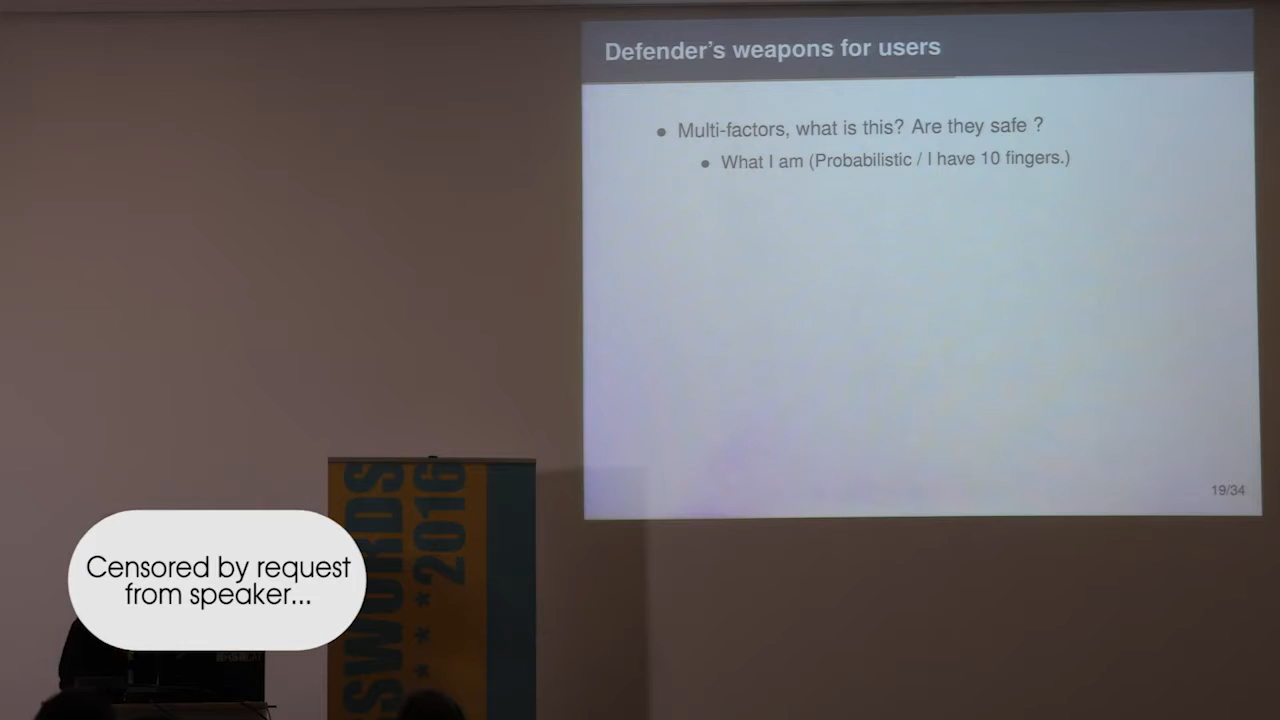 Defender's weapons for users
• Multi-factors, what is this? Are they safe ?
• What I am (Probabilistic / I have 10 fingers.)
19/34
Censored by request
from speaker...
SWORDS
* * *2016